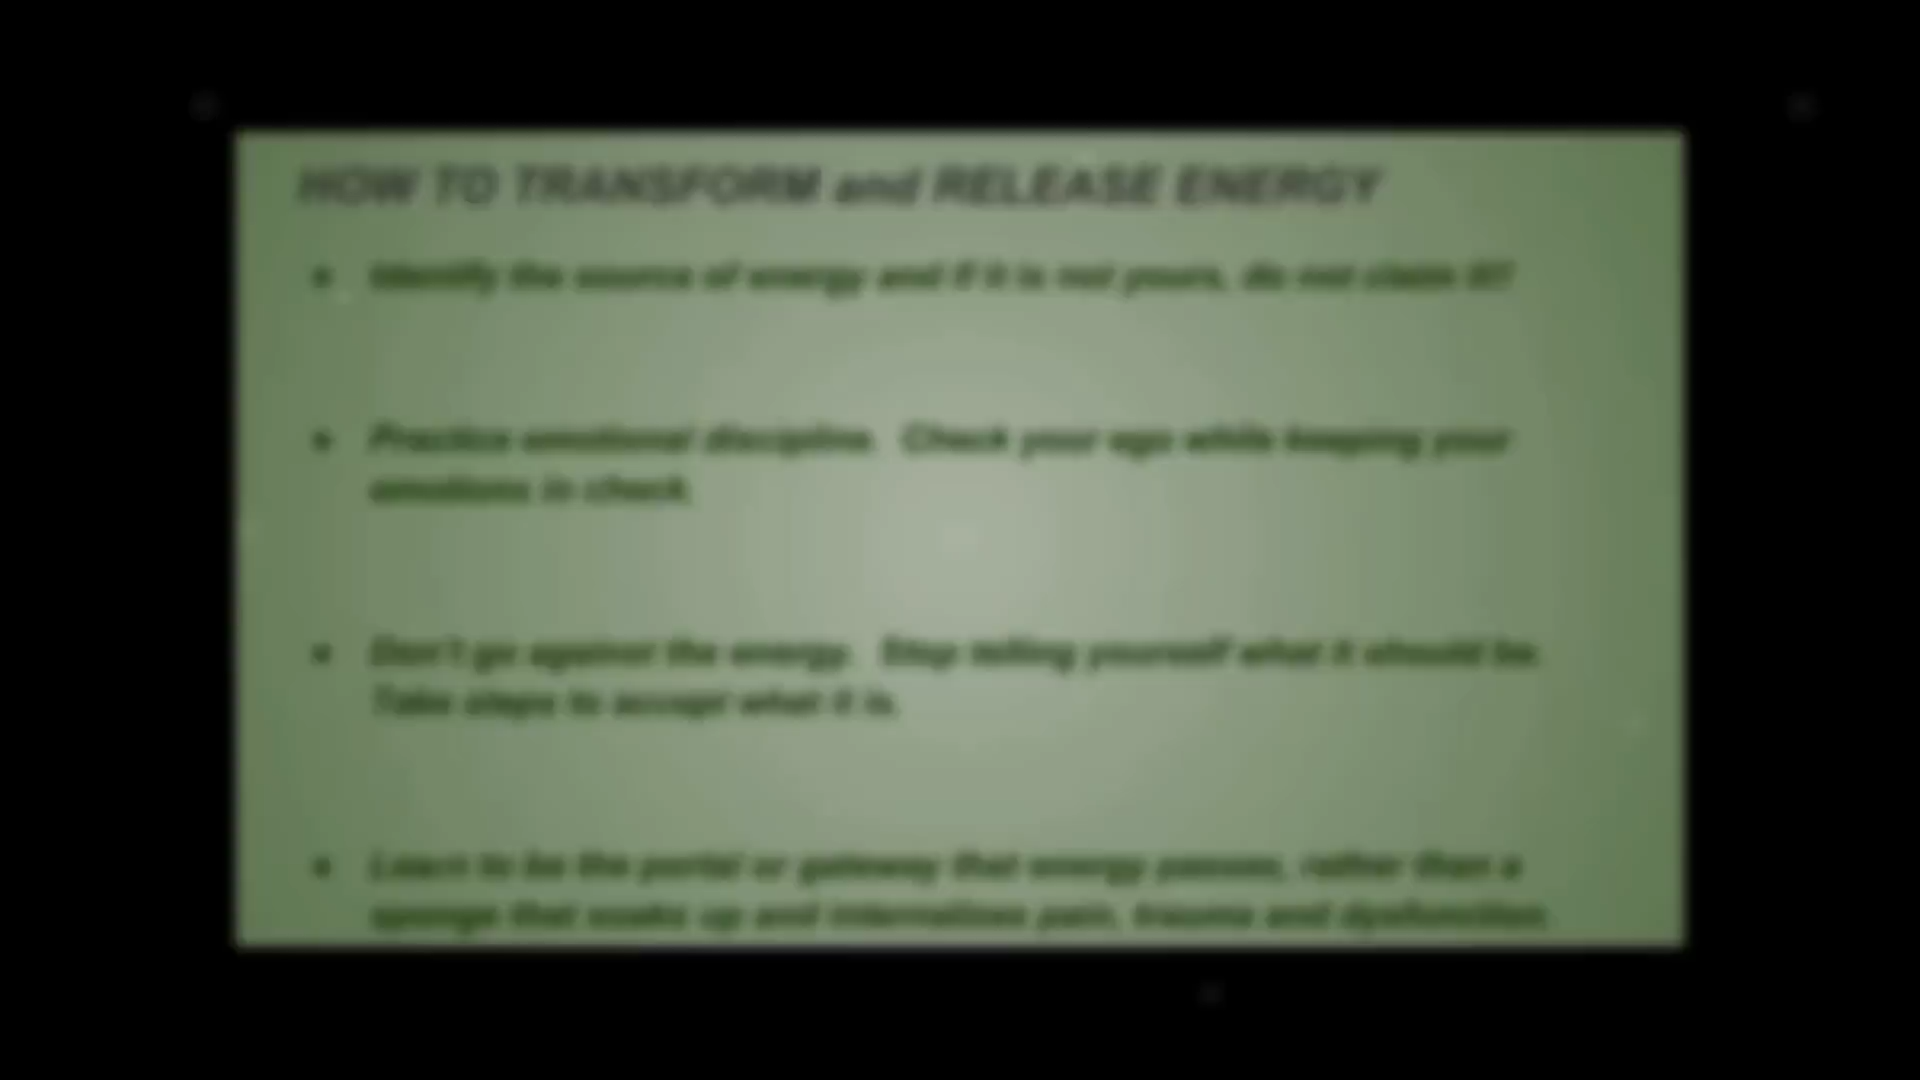 HOW TO TRANSFORM and RELEASE ENERGY
• Identify the source of energy and if it is not yours, do not claim it!!
• Practice emotional discipline. Check your ego while keeping your
emotions in check.
• Don't go against the energy. Stop telling yourself what it should be.
Take steps to accept what it is.
• Learn to be the portal or gateway that energy passes, rather than a
sponge that soaks up and internalizes pain, trauma and dysfunction.